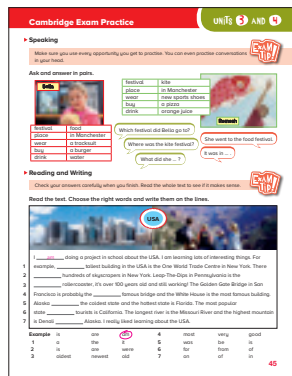 Cambridge Exam Practice
UNITS 3 AND 4
Speaking
Make sure you use every opportunity you get to practice. You can even practise conversations
in your head.
EXAM TIP!
Ask and answer in pairs.
Bella
festival kite
place in Manchester
wear new sports shoes
buy a pizza
drink orange juice
festival food
place in Manchester
wear a tracksuit
buy a burger
drink water
Which festival did Bella go to?
Where was the kite festival?
What did she ... ?
She went to the food festival.
It was in ....
Reading and Writing
Check your answers carefully when you finish. Read the whole text to see if it makes sense.
EXAM TIP!
Read the text. Choose the right words and write them on the lines.
USA
I am doing a project in school about the USA. I am learning lots of interesting things. For
1 example, tallest building in the USA is the One World Trade Centre in New York. There
2 hundreds of skyscrapers in New York. Leap-The-Dips in Pennsylvania is the
3 rollercoaster, it's over 100 years old and still working! The Golden Gate Bridge in San
4 Francisco is probably the famous bridge and the White House is the most famous building.
5 Alaska the coldest state and the hottest state is Florida. The most popular
6 state tourists is California. The longest river is the Missouri River and the highest mountain
7 is Denali Alaska. I really liked learning about the USA.
Example is are am
1 a the it
2 is are were
3 oldest newest old
4 most very good
5 was be is
6 for from of
7 on of in
45